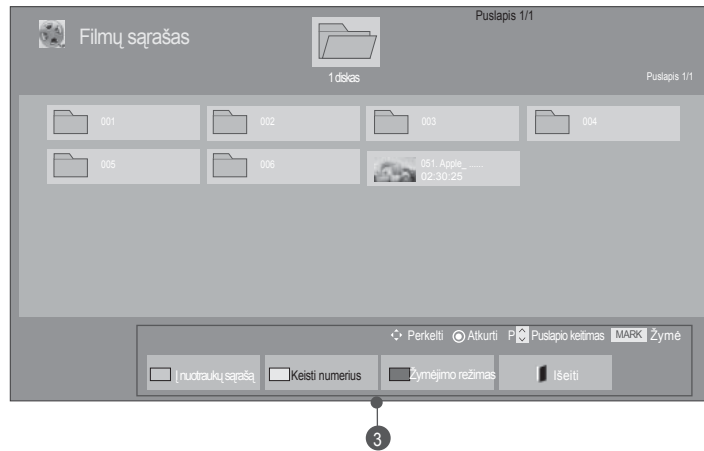 Puslapis 1/1
Filmų sąrašas
1 diskas
Puslapis 1/1
001
002
003
004
005
006
051. Apple_ ......
02:30:25
Perkelti
Atkurti
P
Puslapio keitimas
MARK
Žymė
Į nuotraukų sąrašą
Keisti numerius
Žymėjimo režimas
Išeiti
3